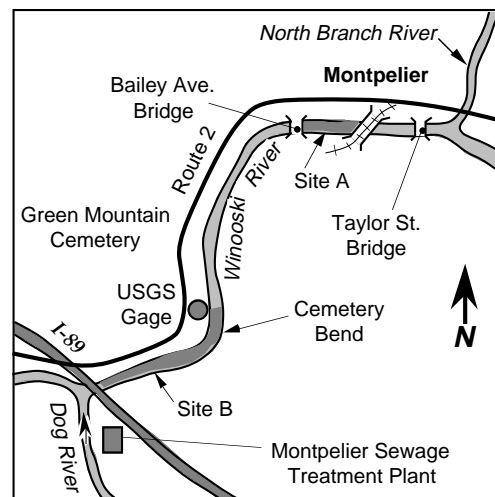 North Branch River
Montpelier
Bailey Ave.
Bridge
Route 2
River
Site A
Winooski
Taylor St.
Bridge
Green Mountain
Cemetery
USGS
Gage
Cemetery
Bend
N
I-89
Site B
Dog River
Montpelier Sewage
Treatment Plant